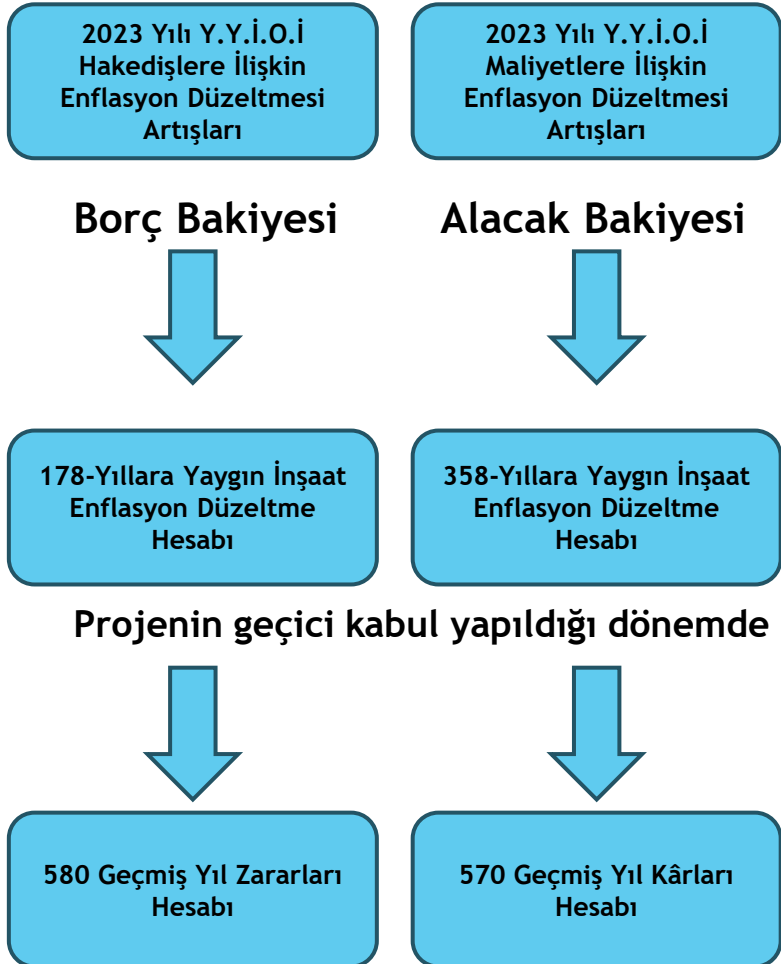 2023 Yılı Y.Y.İ.O.İ
Hakedişlere İlişkin
Enflasyon Düzeltmesi
Artışları
2023 Yılı Y.Y.İ.O.İ
Maliyetlere İlişkin
Enflasyon Düzeltmesi
Artışları
Borç Bakiyesi
Alacak Bakiyesi
178-Yıllara Yaygın İnşaat
Enflasyon Düzeltme
Hesabı
358-Yıllara Yaygın İnşaat
Enflasyon Düzeltme
Hesabı
Projenin geçici kabul yapıldığı dönemde
580 Geçmiş Yıl Zararları
Hesabı
570 Geçmiş Yıl Kârları
Hesabı